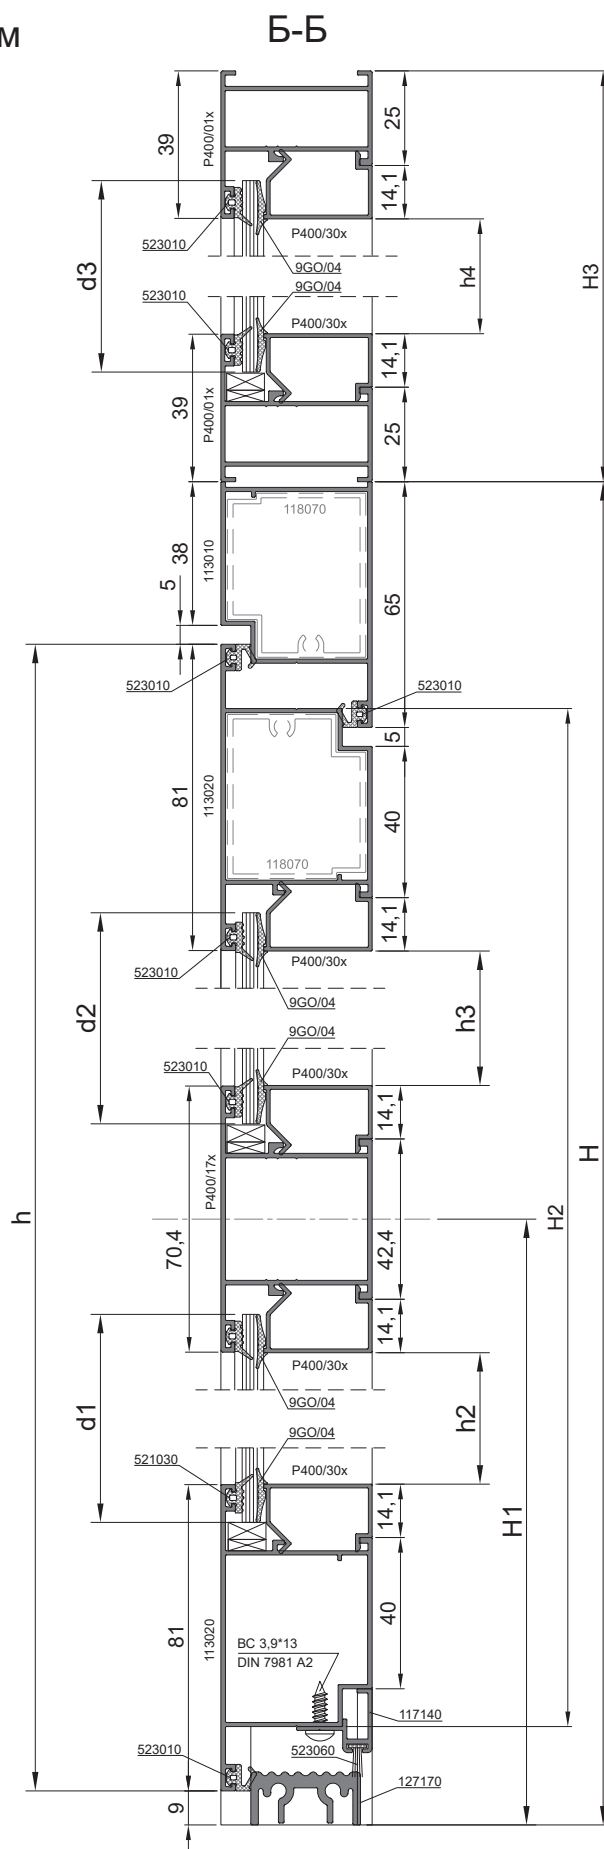 м
Б-Б
39
P400/01x
25
14,1
523010
P400/30x
9GO/04
d3
h4
H3
9GO/04
523010
P400/30x
14,1
39
P400/01x
25
118070
38
113010
5
65
523010
523010
5
81
113020
40
118070
14,1
523010
P400/30x
9GO/04
d2
h3
9GO/04
523010
P400/30x
14,1
P400/17x
70,4
42,4
h
H2
H
14,1
P400/30x
9GO/04
d1
h2
9GO/04
521030
P400/30x
14,1
H1
81
113020
40
BC 3,9*13
DIN 7981 A2
117140
523010
523060
127170
9